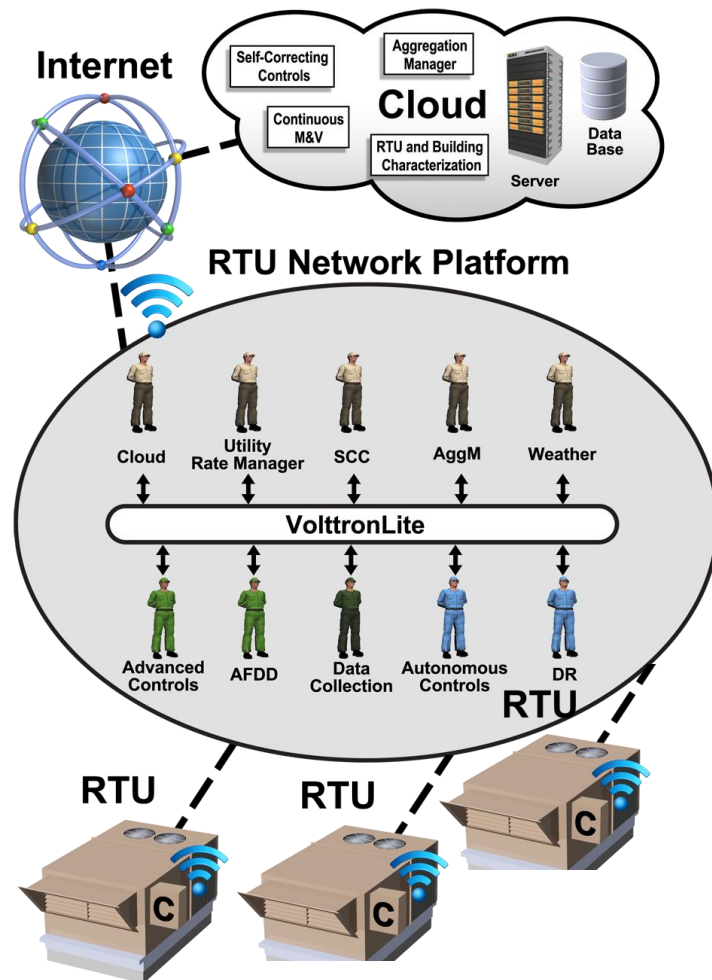 Internet
Self-Correcting
Controls
Aggregation
Manager
Continuous
M&V
Cloud
RTU and Building
Characterization
Server
Data
Base
RTU Network Platform
Cloud
Utility
Rate Manager
SCC
AggM
Weather
VolttronLite
Advanced
Controls
AFDD
Data
Collection
Autonomous
Controls
DR
RTU
RTU
RTU
C
C
C